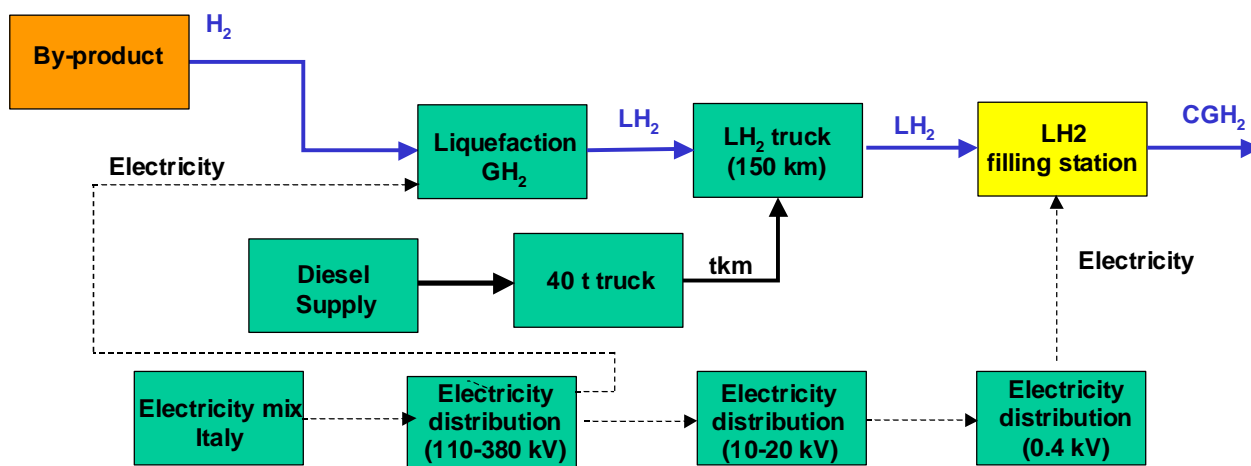 H₂
By-product
LH₂
LH₂
CGH₂
Liquefaction
GH₂
LH₂ truck
(150 km)
LH2
filling station
Electricity
Diesel
Supply
40 t truck
tkm
Electricity
Electricity mix
Italy
Electricity
distribution
(110-380 kV)
Electricity
distribution
(10-20 kV)
Electricity
distribution
(0.4 kV)